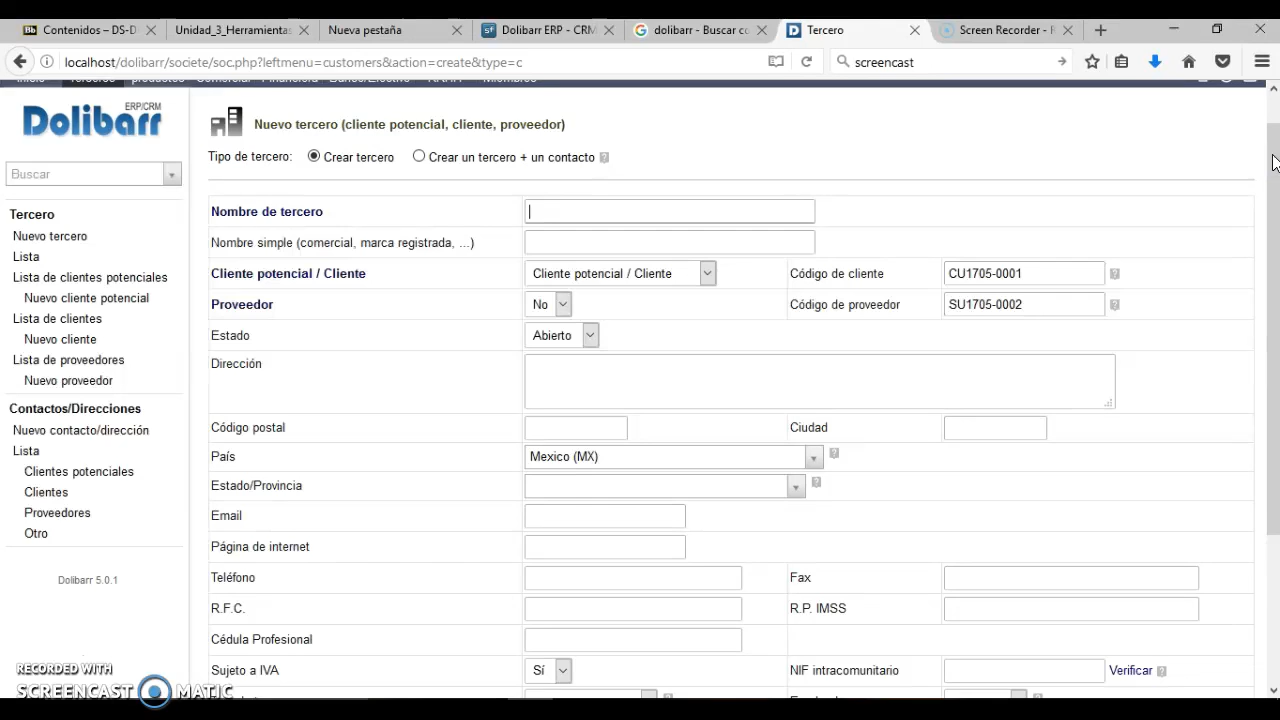 Contenidos – DS-D
Unidad_3_Herramienta
Nueva pestaña
Dolibarr ERP - CRM
dolibarr - Buscar co
Tercero
Screen Recorder - R
localhost/dolibarr/societe/soc.php?leftmenu=customers&action=create&type=c
screencast
Dolibarr ERP/CRM
Buscar
Tercero
Nuevo tercero
Lista
Lista de clientes potenciales
Nuevo cliente potencial
Lista de clientes
Nuevo cliente
Lista de proveedores
Nuevo proveedor
Contactos/Direcciones
Nuevo contacto/dirección
Lista
Clientes potenciales
Clientes
Proveedores
Otro
Dolibarr 5.0.1
Nuevo tercero (cliente potencial, cliente, proveedor)
Tipo de tercero: Crear tercero Crear un tercero + un contacto
Nombre de tercero
Nombre simple (comercial, marca registrada, ...)
Cliente potencial / Cliente Cliente potencial / Cliente Código de cliente CU1705-0001
Proveedor No Código de proveedor SU1705-0002
Estado Abierto
Dirección
Código postal Ciudad
País Mexico (MX)
Estado/Provincia
Email
Página de internet
Teléfono Fax
R.F.C. R.P. IMSS
Cédula Profesional
Sujeto a IVA Sí NIF intracomunitario Verificar
RECORDED WITH
SCREENCAST MATIC